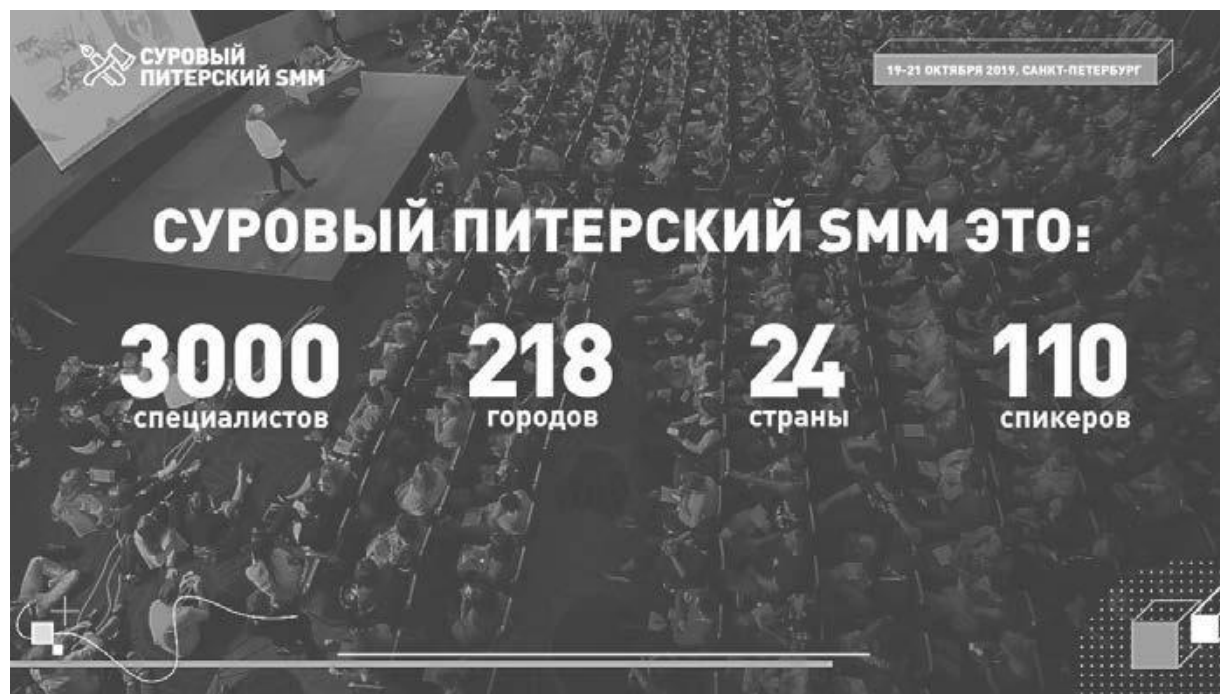 СУРОВЫЙ
ПИТЕРСКИЙ SMM
19-21 ОКТЯБРЯ 2019, САНКТ-ПЕТЕРБУРГ
СУРОВЫЙ ПИТЕРСКИЙ SMM ЭТО:
3000
специалистов
218
городов
24
страны
110
спикеров